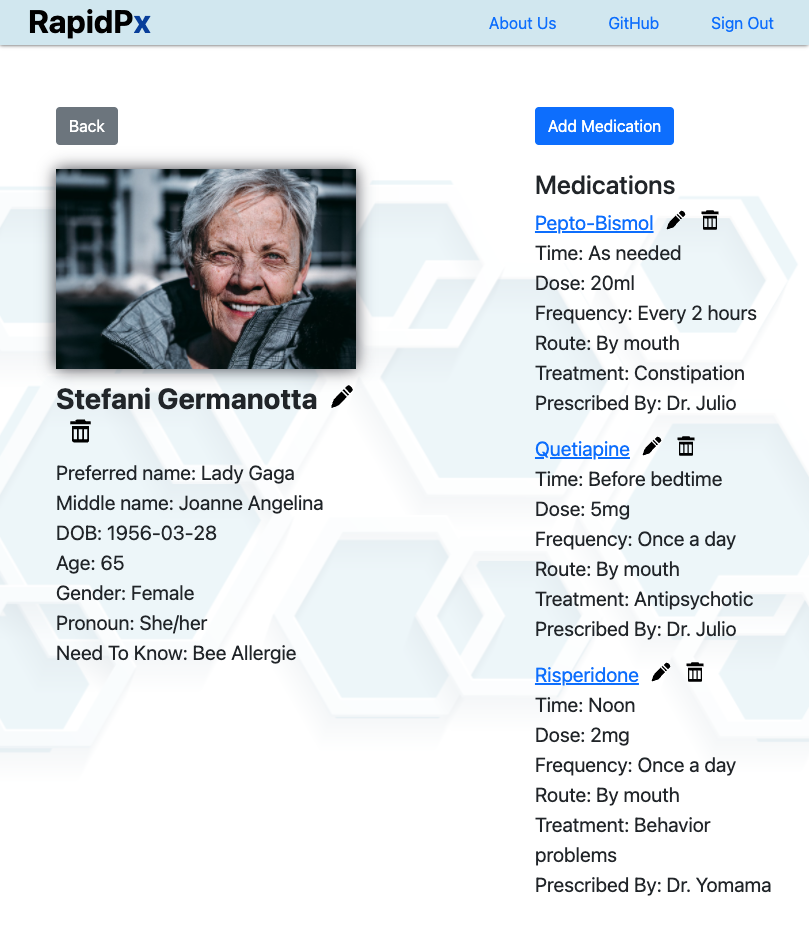 RapidPx
About Us
GitHub
Sign Out
Back
Stefani Germanotta
Preferred name: Lady Gaga
Middle name: Joanne Angelina
DOB: 1956-03-28
Age: 65
Gender: Female
Pronoun: She/her
Need To Know: Bee Allergie
Add Medication
Medications
Pepto-Bismol
Time: As needed
Dose: 20ml
Frequency: Every 2 hours
Route: By mouth
Treatment: Constipation
Prescribed By: Dr. Julio
Quetiapine
Time: Before bedtime
Dose: 5mg
Frequency: Once a day
Route: By mouth
Treatment: Antipsychotic
Prescribed By: Dr. Julio
Risperidone
Time: Noon
Dose: 2mg
Frequency: Once a day
Route: By mouth
Treatment: Behavior
problems
Prescribed By: Dr. Yomama